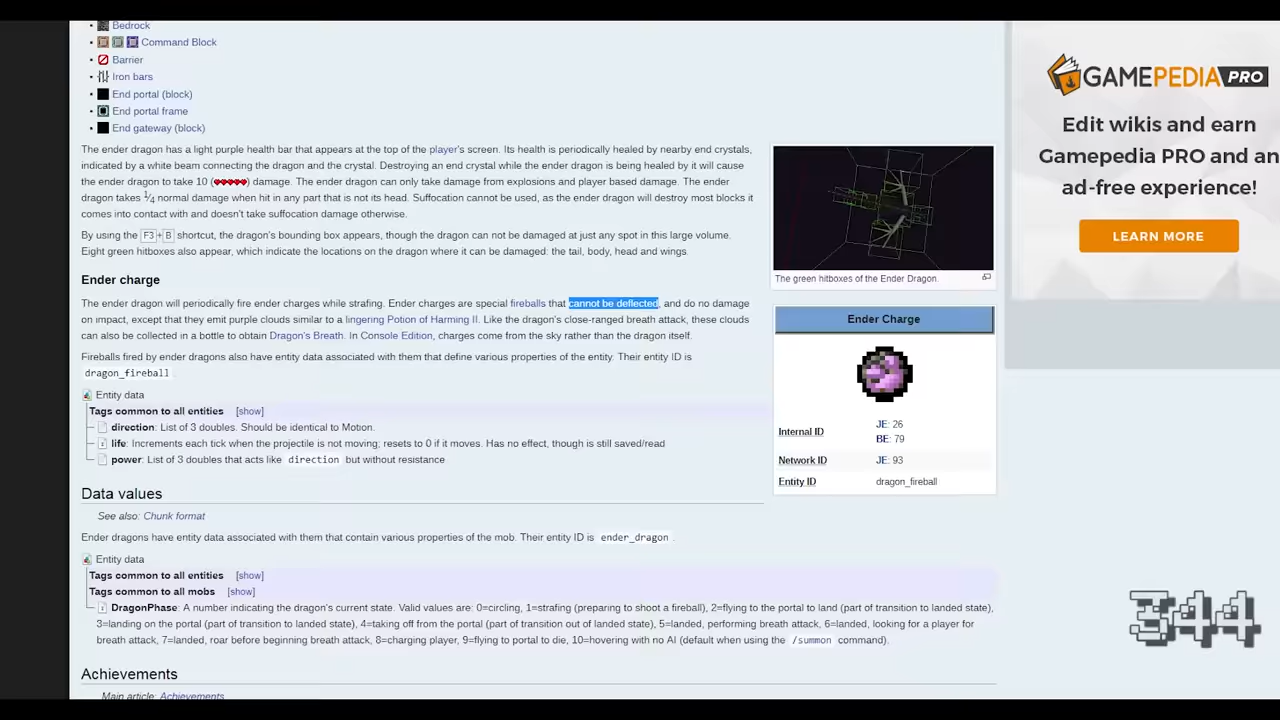 Bedrock
Command Block
Barrier
Iron bars
End portal (block)
End portal frame
End gateway (block)
The ender dragon has a light purple health bar that appears at the top of the player's screen. Its health is periodically healed by nearby end crystals,
indicated by a white beam connecting the dragon and the crystal. Destroying an end crystal while the ender dragon is being healed by it will cause
the ender dragon to take 10 (♥♥♥♥♥) damage. The ender dragon can only take damage from explosions and player based damage. The ender
dragon takes 1⁄4 normal damage when hit in any part that is not its head. Suffocation cannot be used, as the ender dragon will destroy most blocks it
comes into contact with and doesn't take suffocation damage otherwise.
By using the F3+B shortcut, the dragon's bounding box appears, though the dragon can not be damaged at just any spot in this large volume.
Eight green hitboxes also appear, which indicate the locations on the dragon where it can be damaged: the tail, body, head and wings
The green hitboxes of the Ender Dragon.
Ender charge
The ender dragon will periodically fire ender charges while strafing. Ender charges are special fireballs that cannot be deflected, and do no damage
on impact, except that they emit purple clouds similar to a lingering Potion of Harming II. Like the dragon's close-ranged breath attack, these clouds
can also be collected in a bottle to obtain Dragon's Breath. In Console Edition, charges come from the sky rather than the dragon itself.
Fireballs fired by ender dragons also have entity data associated with them that define various properties of the entity. Their entity ID is
dragon_fireball
Entity data
Tags common to all entities [show]
direction: List of 3 doubles. Should be identical to Motion.
life: Increments each tick when the projectile is not moving; resets to 0 if it moves. Has no effect, though is still saved/read
power: List of 3 doubles that acts like direction but without resistance
Ender Charge
Internal ID JE: 26
BE: 79
Network ID JE: 93
Entity ID dragon_fireball
Data values
See also: Chunk format
Ender dragons have entity data associated with them that contain various properties of the mob. Their entity ID is ender_dragon .
Entity data
Tags common to all entities [show]
Tags common to all mobs [show]
DragonPhase: A number indicating the dragon's current state. Valid values are: 0=circling, 1=strafing (preparing to shoot a fireball), 2=flying to the portal to land (part of transition to landed state),
3=landing on the portal (part of transition to landed state), 4=taking off from the portal (part of transition out of landed state), 5=landed, performing breath attack, 6=landed, looking for a player for
breath attack, 7=landed, roar before beginning breath attack, 8=charging player, 9=flying to portal to die, 10=hovering with no AI (default when using the /summon command).
Achievements
Main article: Achievements
GAMEPEDIA PRO
Edit wikis and earn
Gamepedia PRO and an
ad-free experience!
LEARN MORE
344